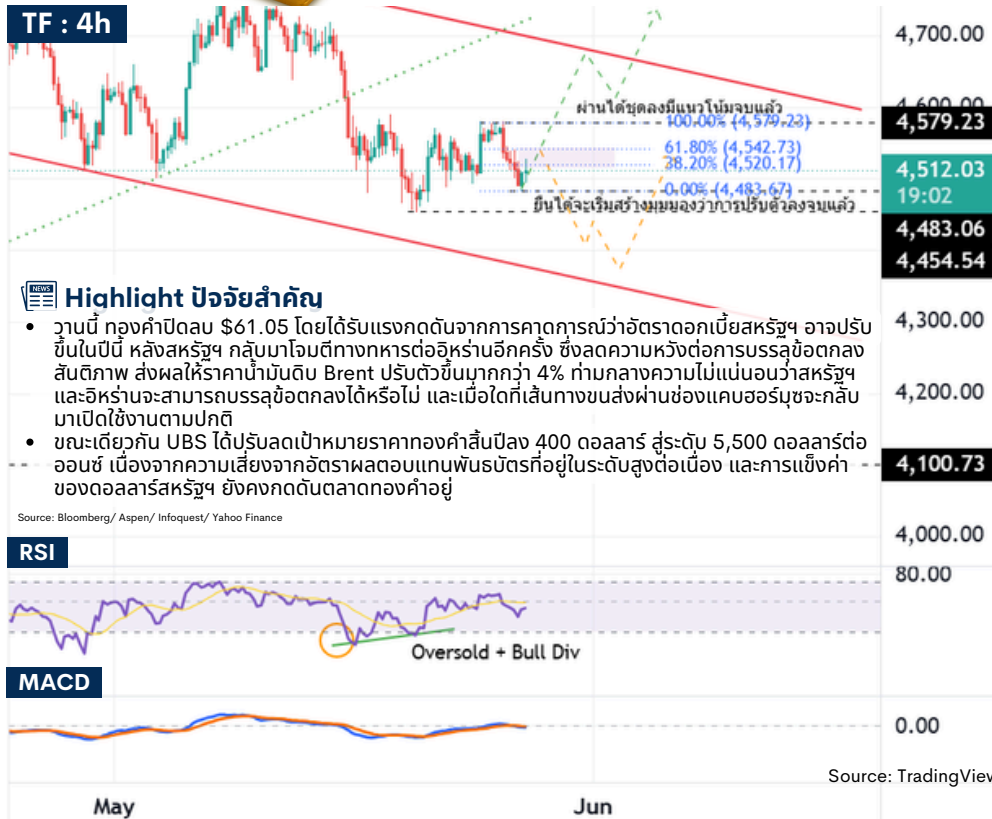 TF : 4h
4,700.00
4,600.00
ผ่านได้ชุดลงมีแนวโน้มจบแล้ว
100.00% (4,579.23)
4,579.23
61.80% (4,542.73)
38.20% (4,520.17)
4,512.03
19:02
0.00% (4,483.67)
ยืนได้จะเริ่มสร้างมุมมองว่าการปรับตัวลงจบแล้ว
4,483.06
4,454.54
NEWS
Highlight ปัจจัยสำคัญ
4,300.00
• วานนี้ ทองคำปิดลบ $61.05 โดยได้รับแรงกดดันจากการคาดการณ์ว่าอัตราดอกเบี้ยสหรัฐฯ อาจปรับ
ขึ้นในปีนี้ หลังสหรัฐฯ กลับมาโจมตีทางทหารต่ออิหร่านอีกครั้ง ซึ่งลดความหวังต่อการบรรลุข้อตกลง
สันติภาพ ส่งผลให้ราคาน้ำมันดิบ Brent ปรับตัวขึ้นมากกว่า 4% ท่ามกลางความไม่แน่นอนว่าสหรัฐฯ
และอิหร่านจะสามารถบรรลุข้อตกลงได้หรือไม่ และเมื่อใดที่เส้นทางขนส่งผ่านช่องแคบฮอร์มุซจะกลับ
มาเปิดใช้งานตามปกติ
4,200.00
• ขณะเดียวกัน UBS ได้ปรับลดเป้าหมายราคาทองคำสิ้นปีลง 400 ดอลลาร์ สู่ระดับ 5,500 ดอลลาร์ต่อ
ออนซ์ เนื่องจากความเสี่ยงจากอัตราผลตอบแทนพันธบัตรที่อยู่ในระดับสูงต่อเนื่อง และการแข็งค่า
ของดอลลาร์สหรัฐฯ ยังคงกดดันตลาดทองคำอยู่
4,100.73
Source: Bloomberg/ Aspen/ Infoquest/ Yahoo Finance
4,000.00
RSI
80.00
Oversold + Bull Div
MACD
0.00
Source: TradingView
May
Jun